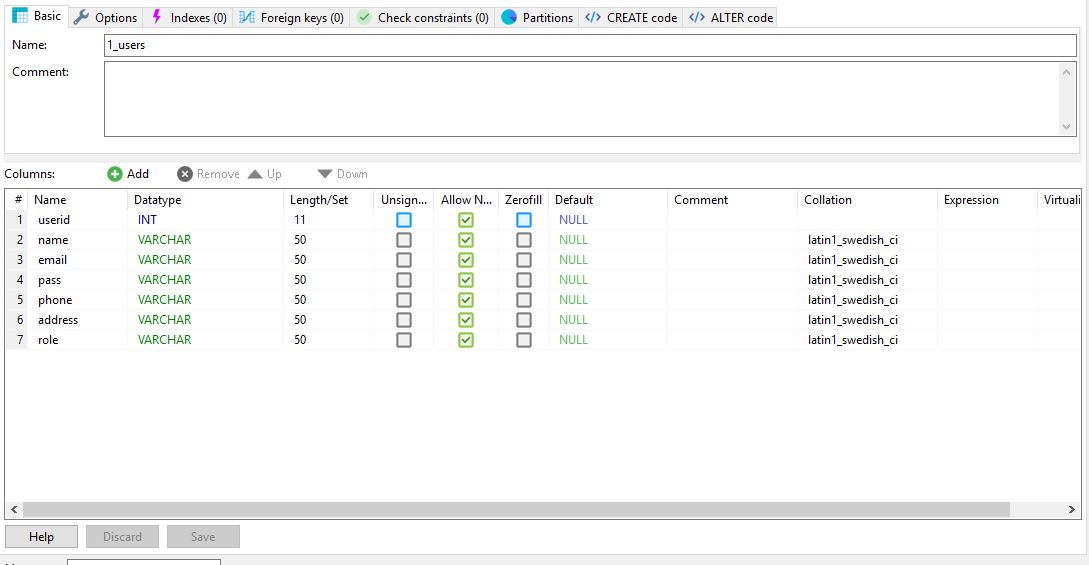 Basic Options Indexes (0) Foreign keys (0) Check constraints (0) Partitions CREATE code ALTER code
Name: 1_users
Comment:
Columns: Add Remove Up Down
# Name Datatype Length/Set Unsign... Allow N... Zerofill Default Comment Collation Expression Virtuali
1 userid INT 11 NULL
2 name VARCHAR 50 NULL latin1_swedish_ci
3 email VARCHAR 50 NULL latin1_swedish_ci
4 pass VARCHAR 50 NULL latin1_swedish_ci
5 phone VARCHAR 50 NULL latin1_swedish_ci
6 address VARCHAR 50 NULL latin1_swedish_ci
7 role VARCHAR 50 NULL latin1_swedish_ci
Help Discard Save